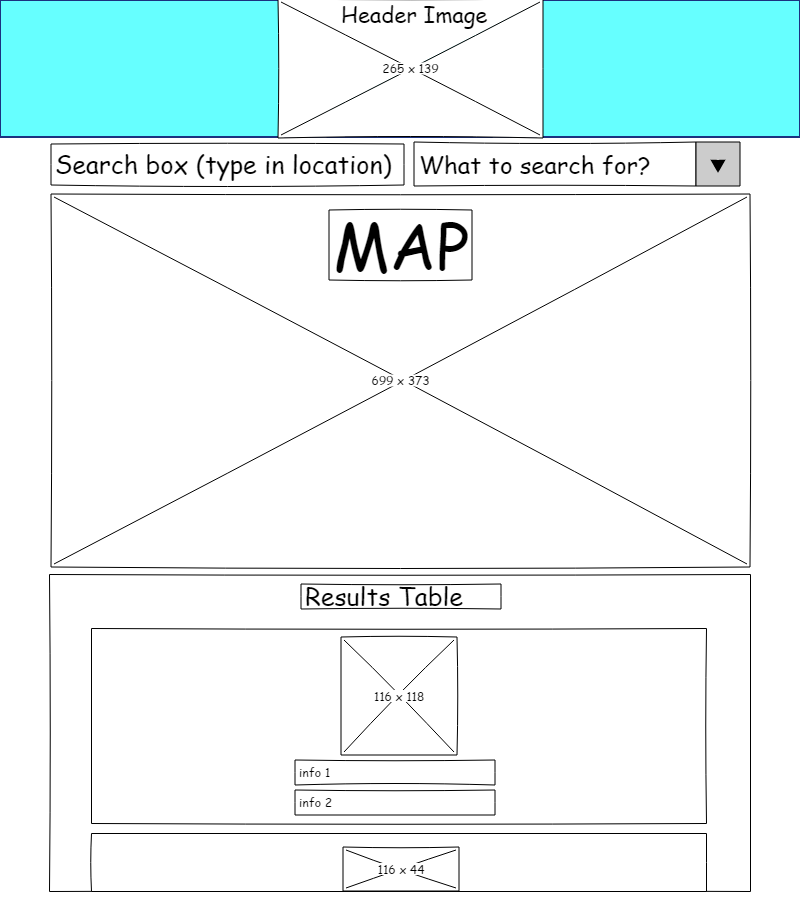 Header Image
265 x 139
Search box (type in location)
What to search for?
MAP
699 x 373
Results Table
116 x 118
info 1
info 2
116 x 44